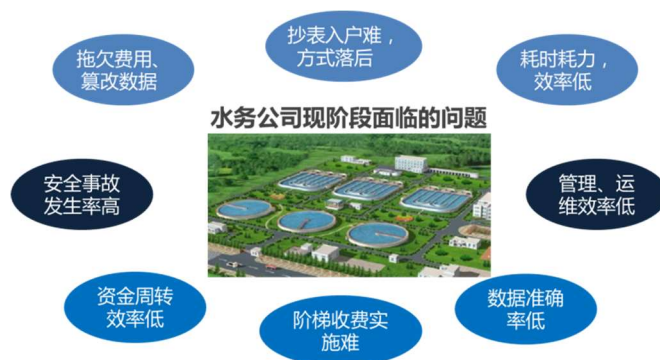 抄表入户难，
方式落后
拖欠费用、
篡改数据
耗时耗力，
效率低
水务公司现阶段面临的问题
安全事故
发生率高
管理、运
维效率低
资金周转
效率低
数据准确
率低
阶梯收费实
施难